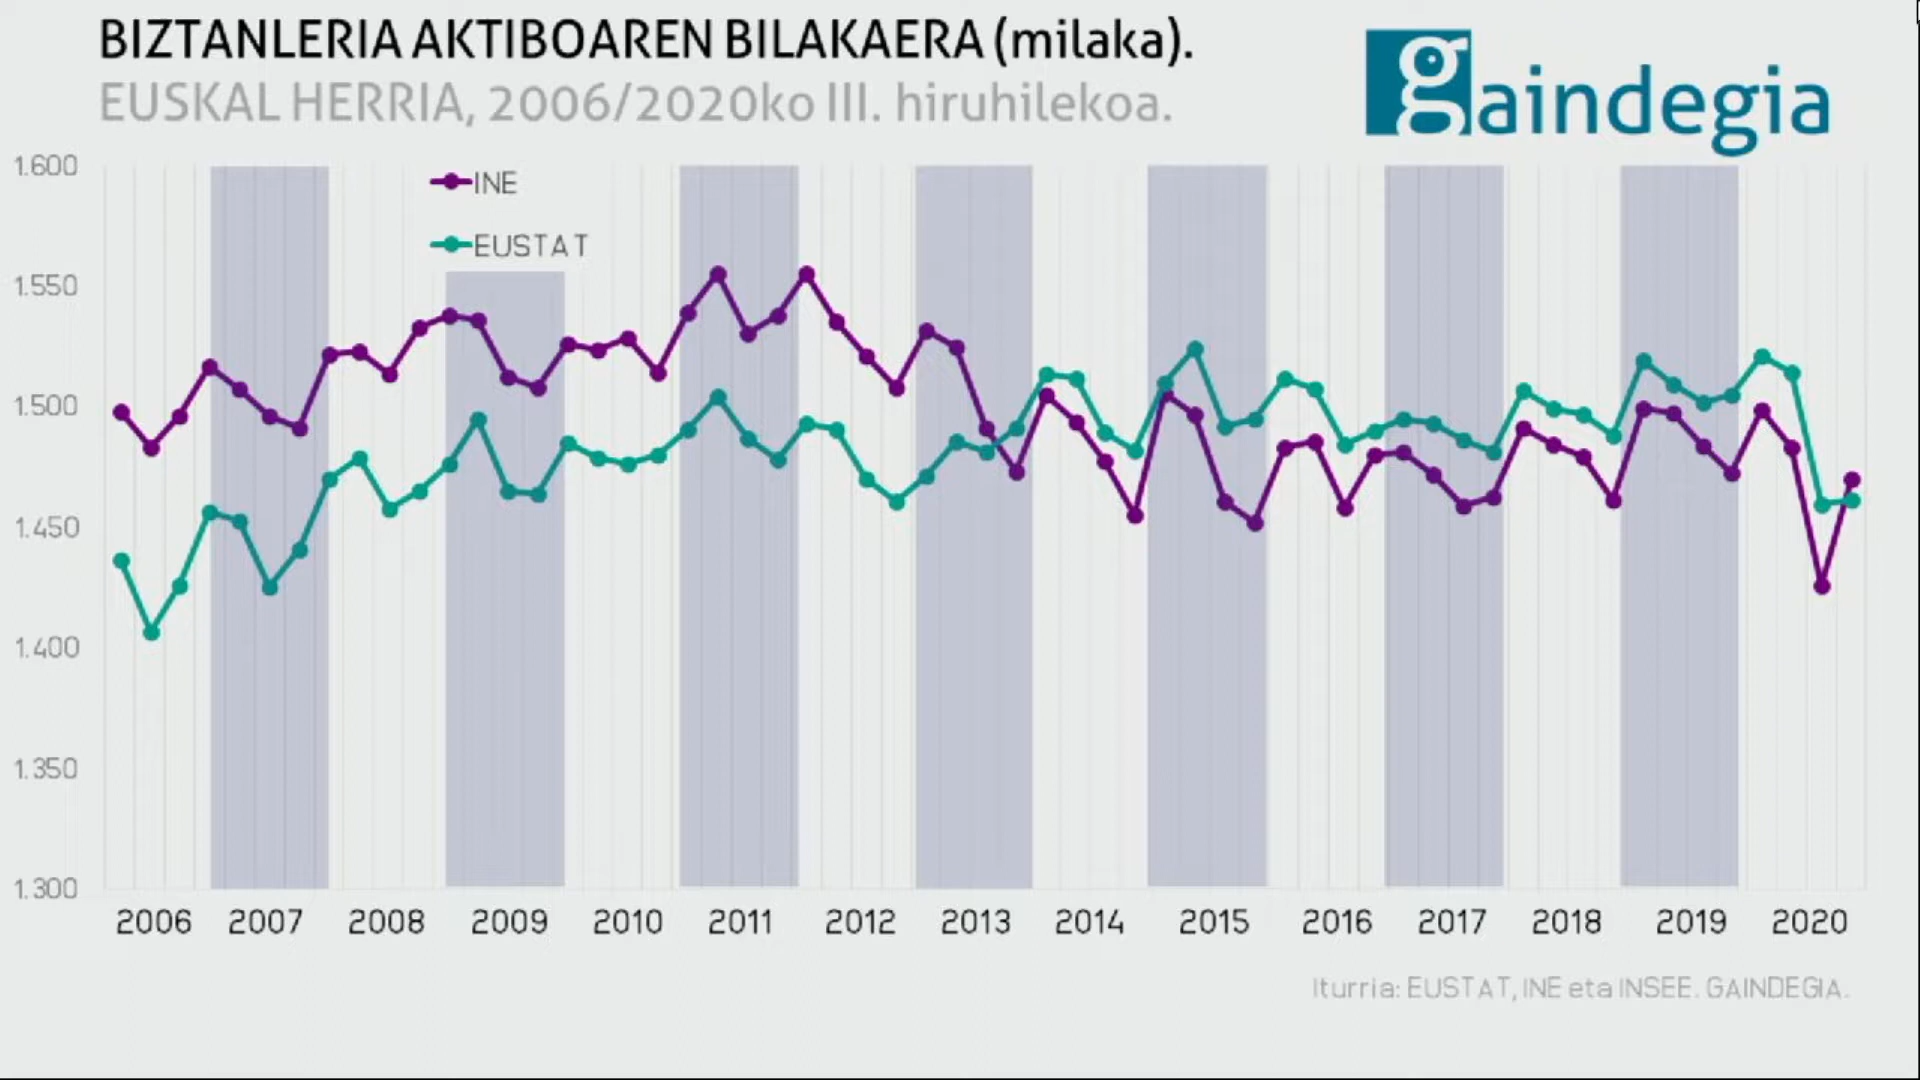 BIZTANLERIA AKTIBOAREN BILAKAERA (milaka).
EUSKAL HERRIA, 2006/2020ko III. hiruhilekoa.
gaindegia
INE
EUSTAT
1.600
1.550
1.500
1.450
1.400
1.350
1.300
2006 2007 2008 2009 2010 2011 2012 2013 2014 2015 2016 2017 2018 2019 2020
Iturria: EUSTAT, INE eta INSEE. GAINDEGIA.